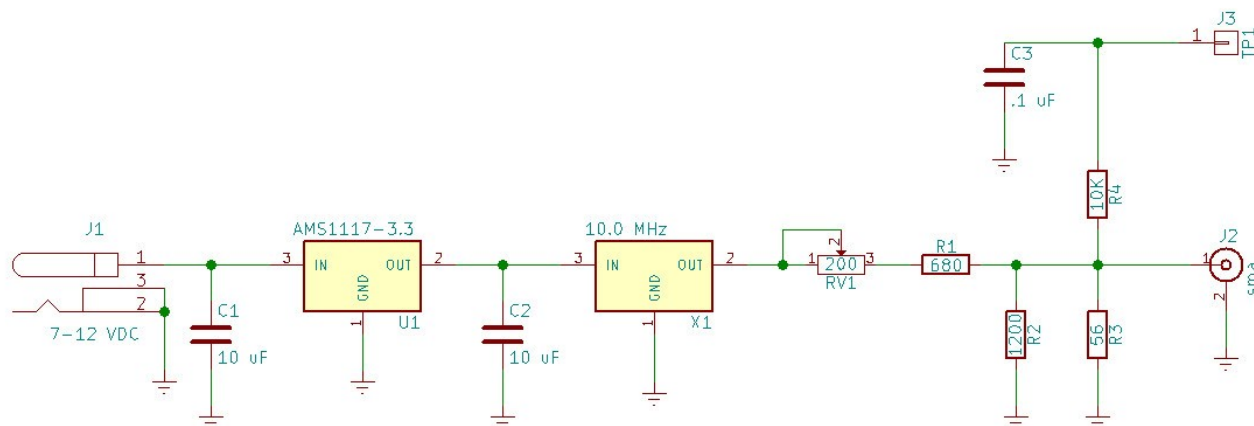 J3
1
TP1
C3
.1 uF
10K
R4
J1
1
3
2
7-12 VDC
C1
10 uF
AMS1117-3.3
3
IN
OUT
2
GND
1
U1
C2
10 uF
10.0 MHz
3
IN
OUT
2
GND
1
X1
2
1
200
3
RV1
R1
680
1200
R2
56
R3
J2
1
2
sma